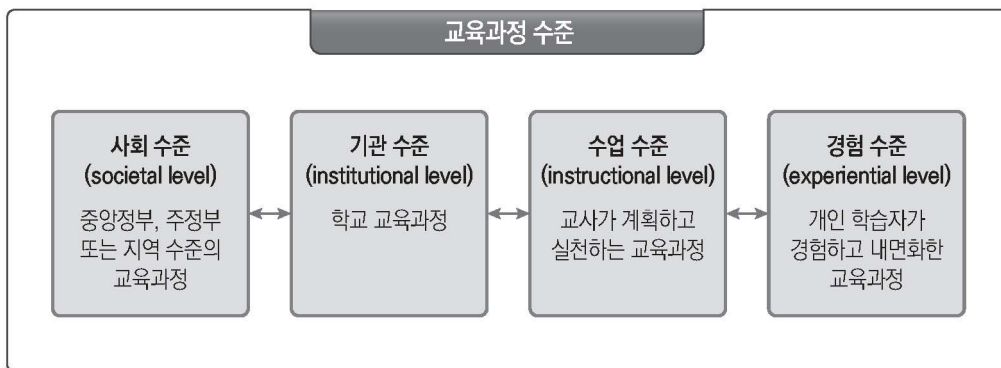 교육과정 수준
사회 수준
(societal level)
중앙정부, 주정부
또는 지역 수준의
교육과정
기관 수준
(institutional level)
학교 교육과정
수업 수준
(instructional level)
교사가 계획하고
실천하는 교육과정
경험 수준
(experiential level)
개인 학습자가
경험하고 내면화한
교육과정